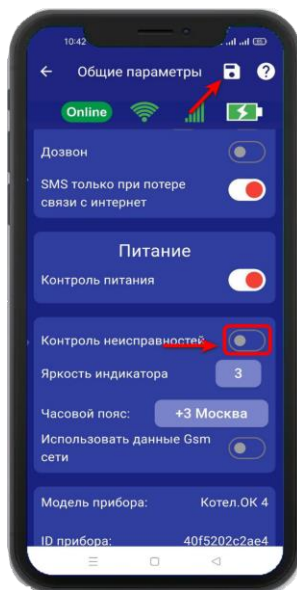 10:42
Общие параметры
Online
Дозвон
SMS только при потере
связи с интернет
Питание
Контроль питания
Контроль неисправностей
Яркость индикатора 3
Часовой пояс: +3 Москва
Использовать данные Gsm
сети
Модель прибора: Котел.ОК 4
ID прибора: 40f5202c2ae4